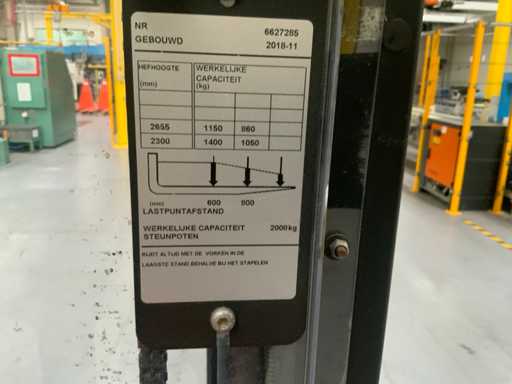 NR 6627285
GEBOUWD 2018-11
HEFHOOGTE WERKELIJKE
(mm) CAPACITEIT
(kg)
2655 1150 860
2300 1400 1050
(mm) 600 800
LASTPUNTAFSTAND
WERKELIJKE CAPACITEIT 2000kg
STEUNPOTEN
RIJDT ALTIJD MET DE VORKEN IN DE
LAAGSTE STAND BEHALVE BIJ HET STAPELEN